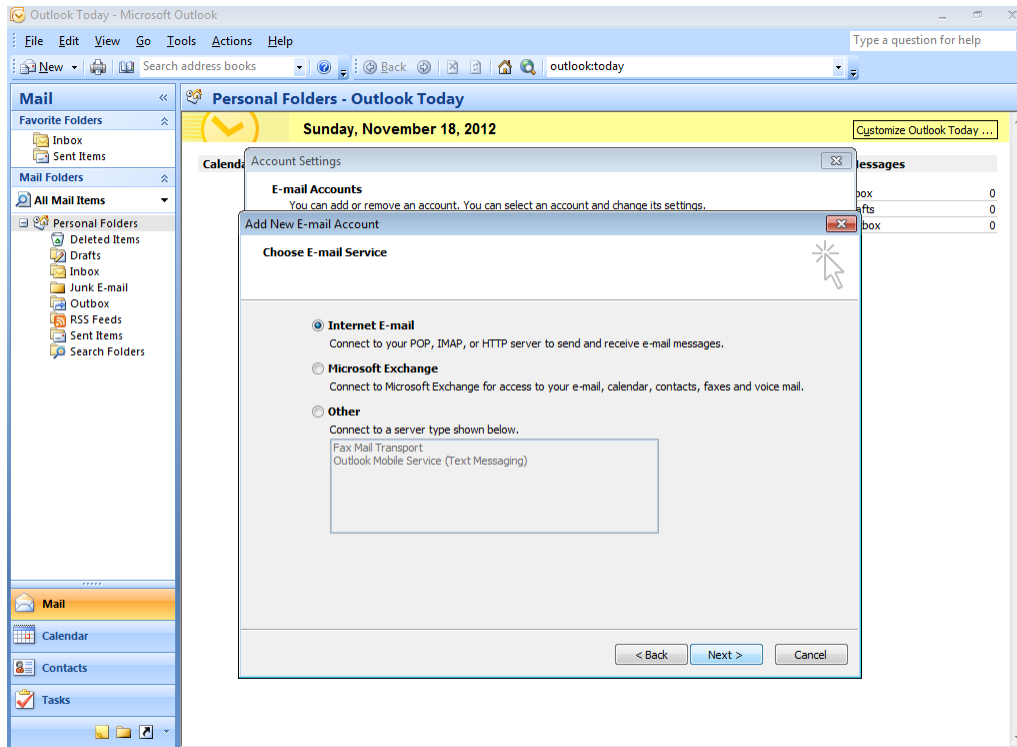 Outlook Today - Microsoft Outlook
File Edit View Go Tools Actions Help
Type a question for help
New Search address books Back outlook:today
Mail «
Personal Folders - Outlook Today
Favorite Folders
Inbox
Sent Items
Mail Folders
All Mail Items
Personal Folders
Deleted Items
Drafts
Inbox
Junk E-mail
Outbox
RSS Feeds
Sent Items
Search Folders
Mail
Calendar
Contacts
Tasks
Sunday, November 18, 2012
Customize Outlook Today ...
Calenda
lessages
box 0
afts 0
box 0
Account Settings
E-mail Accounts
You can add or remove an account. You can select an account and change its settings.
Add New E-mail Account
Choose E-mail Service
Internet E-mail
Connect to your POP, IMAP, or HTTP server to send and receive e-mail messages.
Microsoft Exchange
Connect to Microsoft Exchange for access to your e-mail, calendar, contacts, faxes and voice mail.
Other
Connect to a server type shown below.
Fax Mail Transport
Outlook Mobile Service (Text Messaging)
< Back Next > Cancel